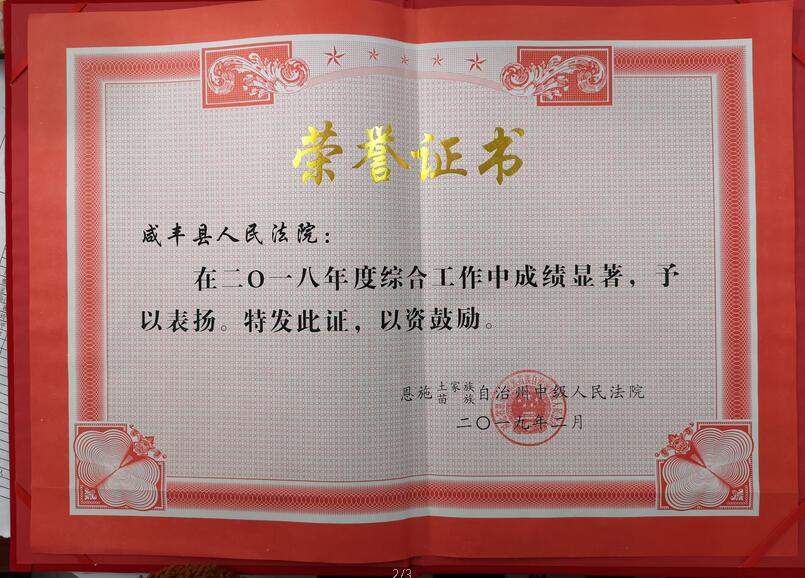 荣誉证书
咸丰县人民法院：
在二〇一八年度综合工作中成绩显著，予
以表扬。特发此证，以资鼓励。
恩施土家族苗族自治州中级人民法院
二〇一九年二月
2/3